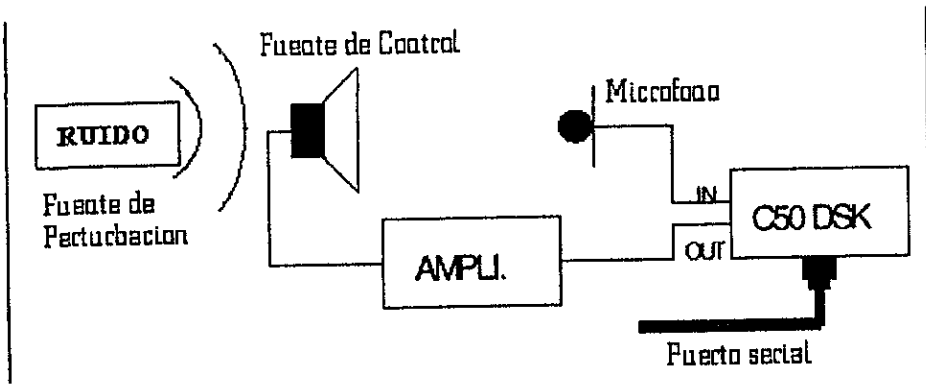 Fuente de Control
RUIDO
Microfono
Fuente de
Perturbacion
IN
C50 DSK
OUT
AMPLI.
Puerto serial